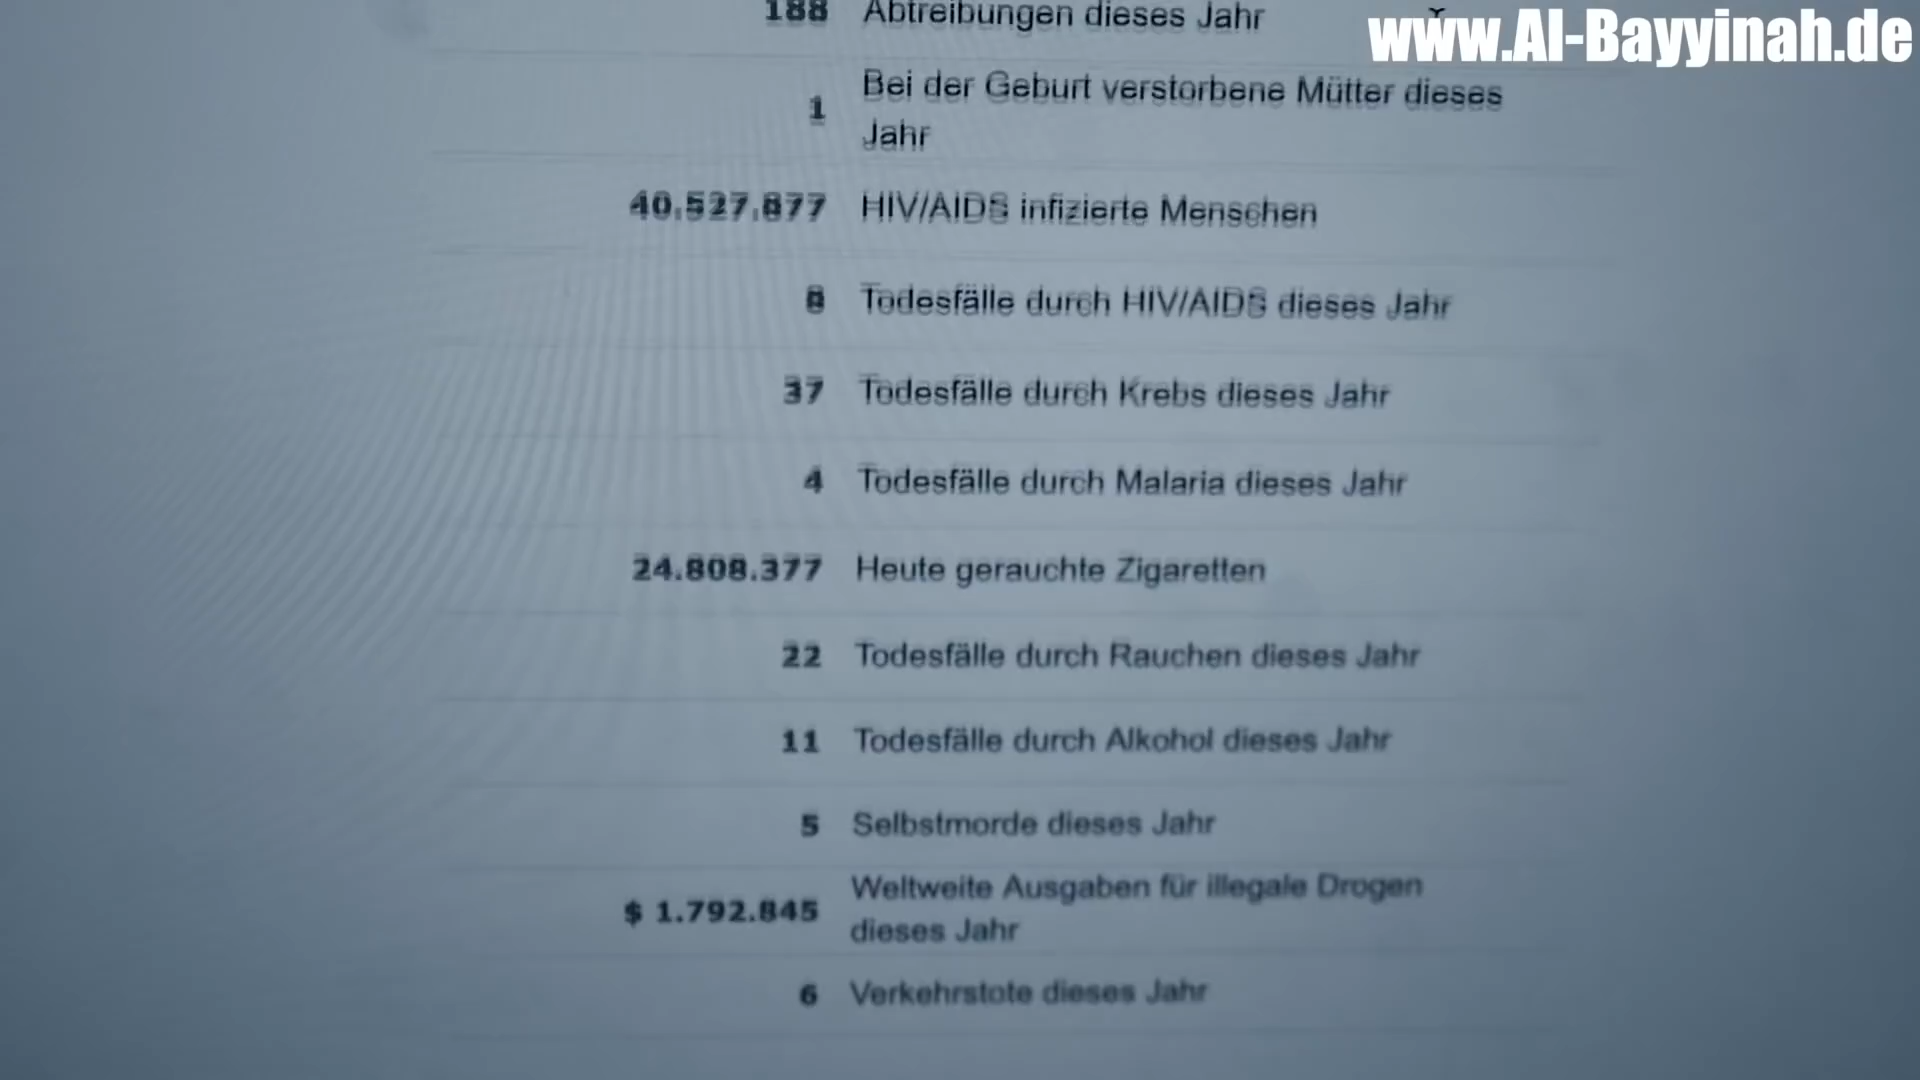 www.Al-Bayyinah.de
188 Abtreibungen dieses Jahr
1 Bei der Geburt verstorbene Mütter dieses
Jahr
40.527.877 HIV/AIDS infizierte Menschen
Todesfälle durch HIV/AIDS dieses Jahr
37 Todesfälle durch Krebs dieses Jahr
4 Todesfälle durch Malaria dieses Jahr
24.808.377 Heute gerauchte Zigaretten
22 Todesfälle durch Rauchen dieses Jahr
11 Todesfälle durch Alkohol dieses Jahr
5 Selbstmorde dieses Jahr
$ 1.792.845 Weltweite Ausgaben für illegale Drogen
dieses Jahr
6 Verkehrstote dieses Jahr